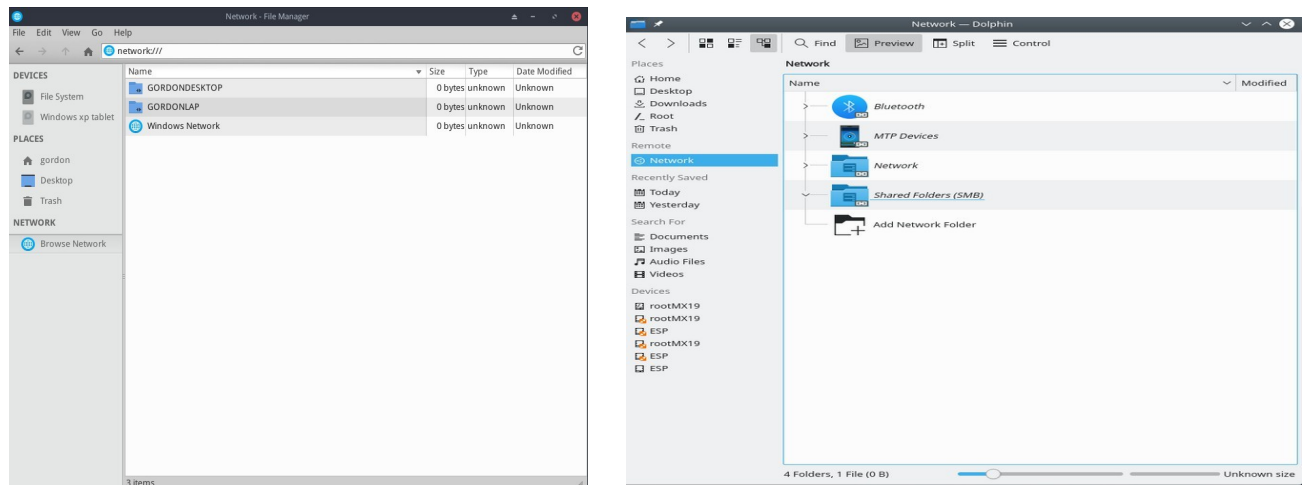 Network - File Manager
File Edit View Go Help
network:///
DEVICES
File System
Windows xp tablet
PLACES
gordon
Desktop
Trash
NETWORK
Browse Network
Name Size Type Date Modified
GORDONDESKTOP 0 bytes unknown Unknown
GORDONLAP 0 bytes unknown Unknown
Windows Network 0 bytes unknown Unknown
3 items
Network — Dolphin
Find Preview Split Control
Places
Home
Desktop
Downloads
Root
Trash
Remote
Network
Recently Saved
Today
Yesterday
Search For
Documents
Images
Audio Files
Videos
Devices
rootMX19
rootMX19
ESP
rootMX19
ESP
ESP
Network
Name Modified
Bluetooth
MTP Devices
Network
Shared Folders (SMB)
Add Network Folder
4 Folders, 1 File (0 B) Unknown size